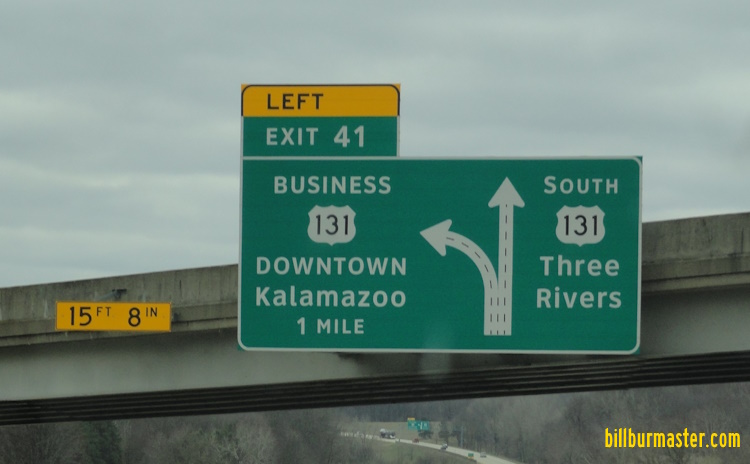 LEFT
EXIT 41
BUSINESS
131
DOWNTOWN
Kalamazoo
1 MILE
SOUTH
131
Three
Rivers
15 FT 8 IN
billburmaster.com